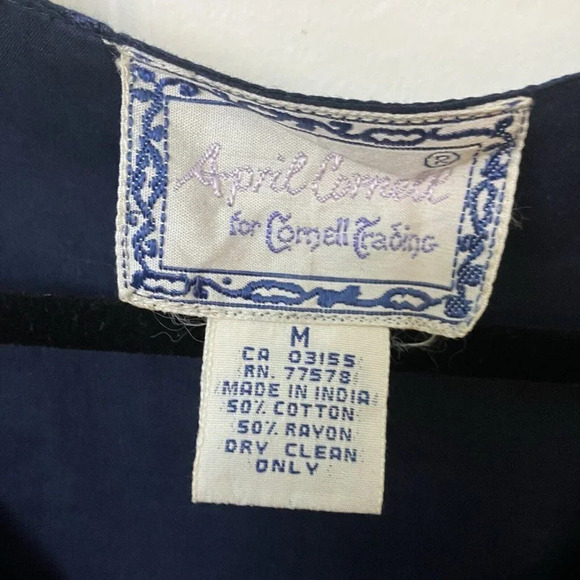 April Cornell ®
for Cornell Trading
M
CA 03155
RN. 77578
MADE IN INDIA
50% COTTON
50% RAYON
DRY CLEAN
ONLY